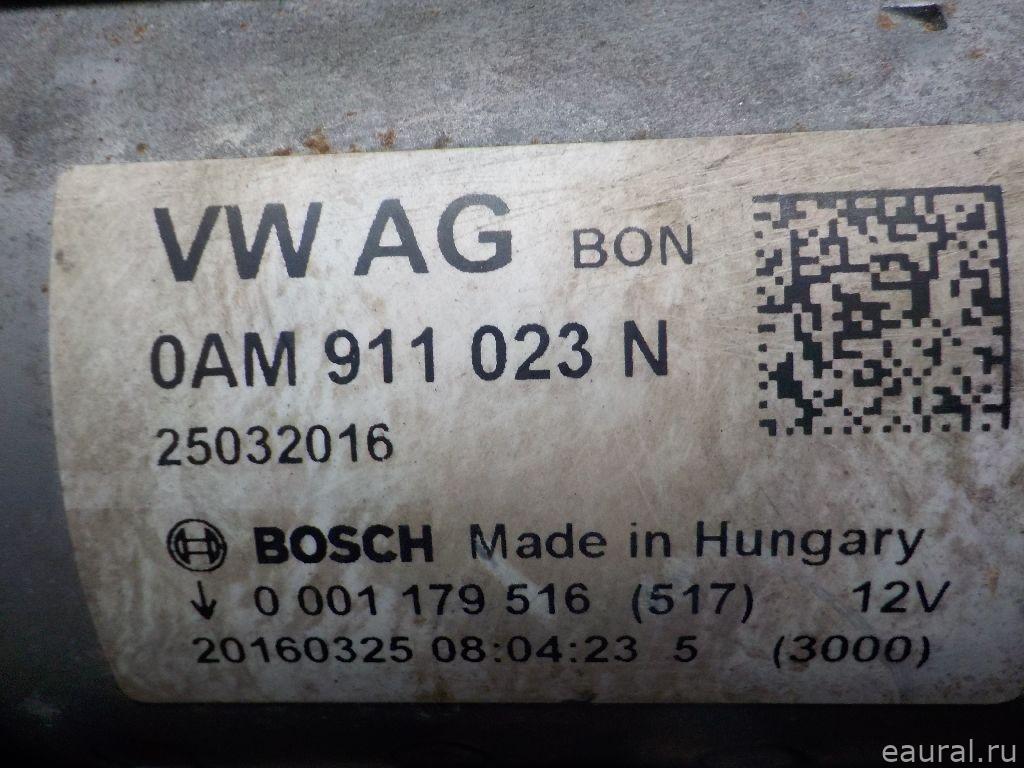 VW AG BON
0AM 911 023 N
25032016
BOSCH Made in Hungary
↓ 0 001 179 516 (517) 12V
20160325 08:04:23 5 (3000)
eaural.ru